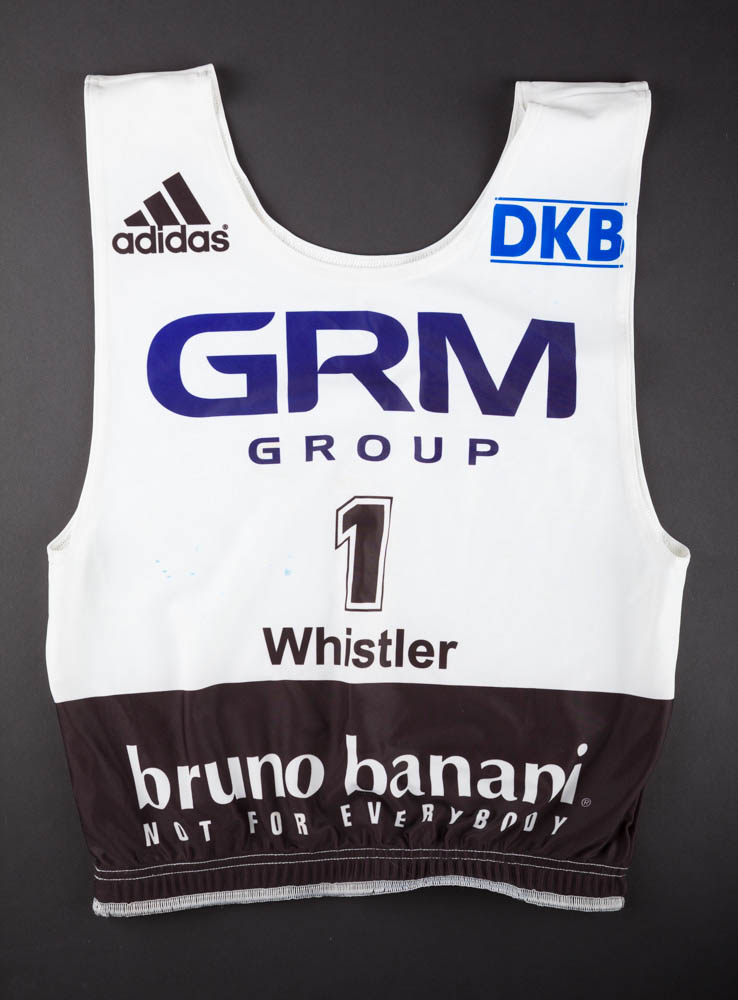 adidas®
DKB
GRM
GROUP
1
Whistler
bruno banani®
NOT FOR EVERYBODY